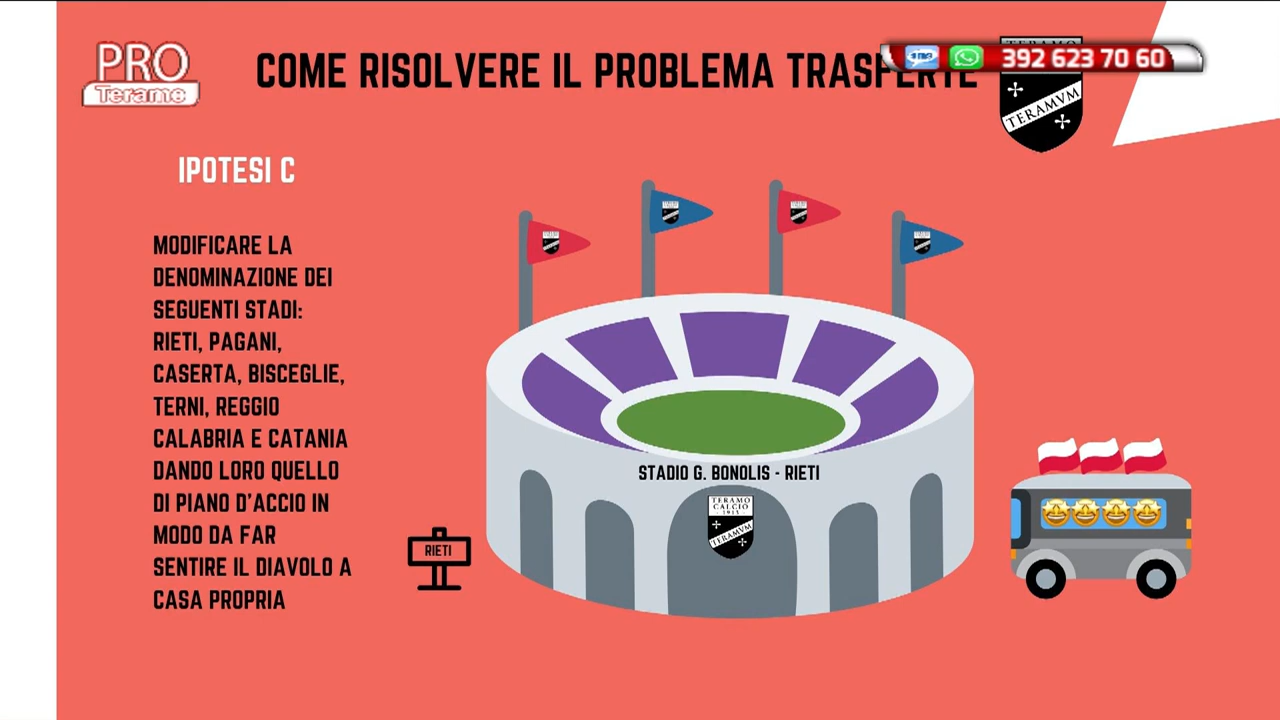 PRO
Teramo
COME RISOLVERE IL PROBLEMA TRASFERTE
392 623 70 60
TERAMVM
IPOTESI C
MODIFICARE LA
DENOMINAZIONE DEI
SEGUENTI STADI:
RIETI, PAGANI,
CASERTA, BISCEGLIE,
TERNI, REGGIO
CALABRIA E CATANIA
DANDO LORO QUELLO
DI PIANO D'ACCIO IN
MODO DA FAR
SENTIRE IL DIAVOLO A
CASA PROPRIA
STADIO G. BONOLIS - RIETI
TERAMO
CALCIO
1913
TERAMVM
RIETI